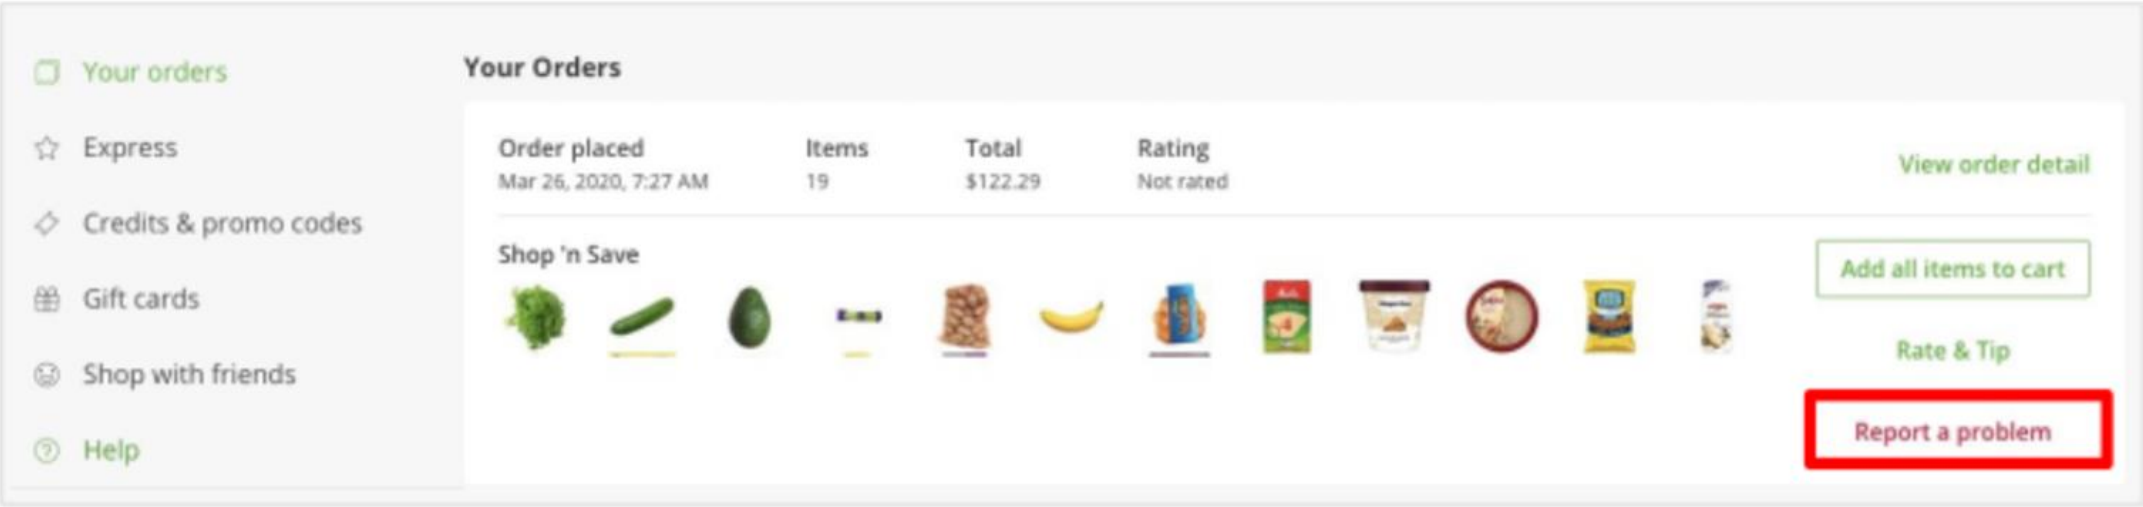 Your orders
Express
Credits & promo codes
Gift cards
Shop with friends
Help
Your Orders
Order placed Items Total Rating
Mar 26, 2020, 7:27 AM 19 $122.29 Not rated
View order detail
Shop 'n Save
Add all items to cart
Rate & Tip
Report a problem